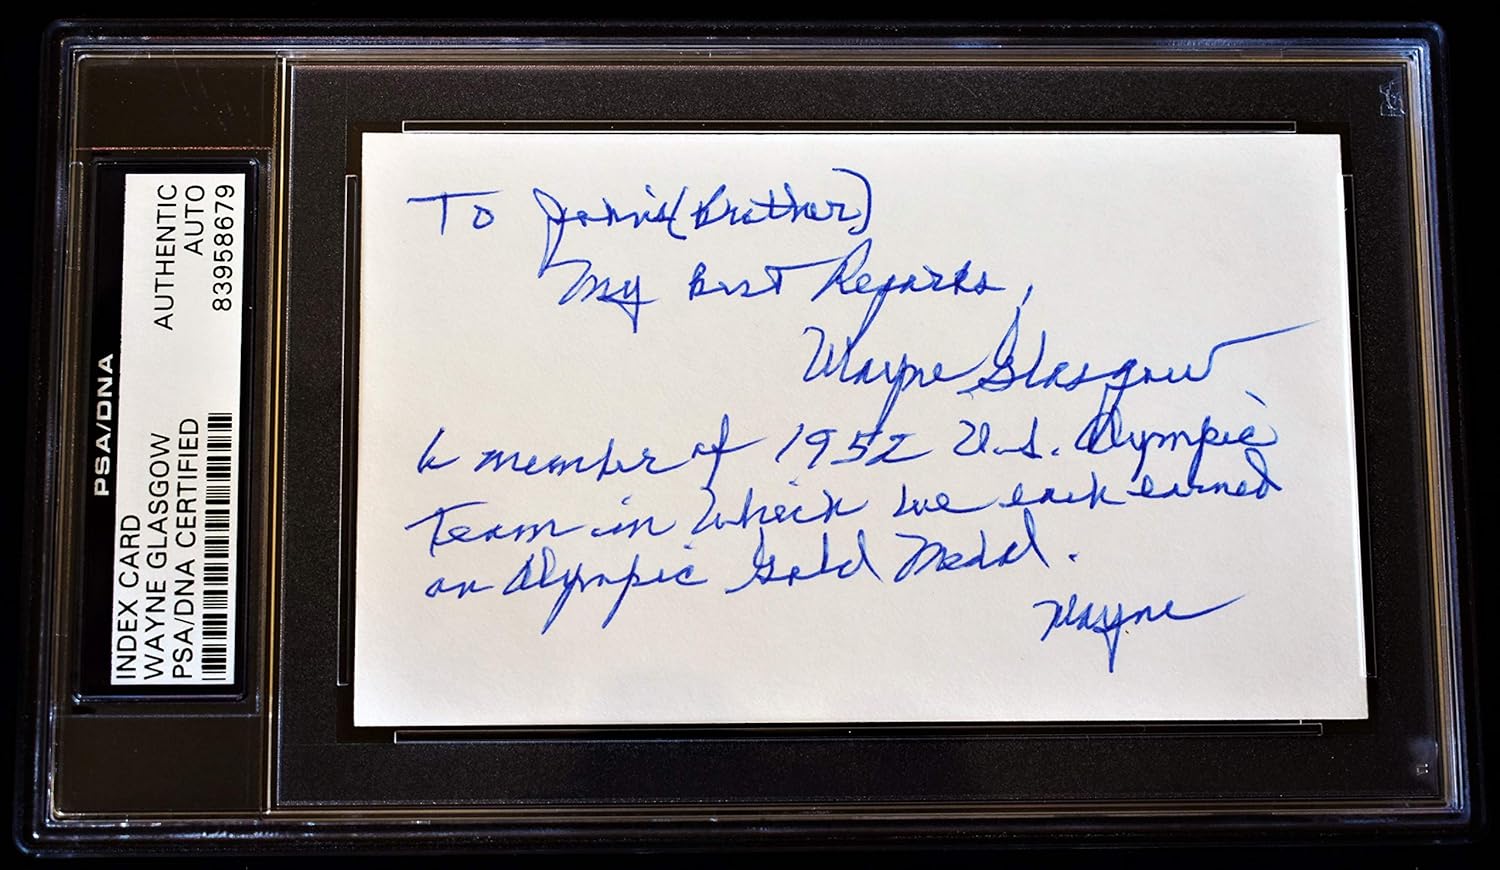 PSA/DNA
INDEX CARD
WAYNE GLASGOW
PSA/DNA CERTIFIED
AUTHENTIC
AUTO
83958679
To (Brother)
My Best Regards,
Wayne Glasgow
A member of 1952 U.S. Olympic
Team in which we each earned
an Olympic Gold Medal.
Wayne